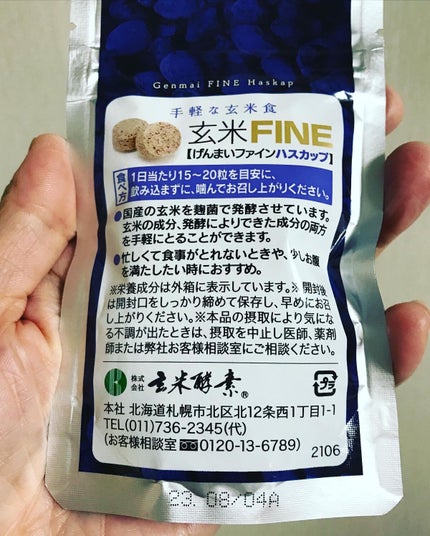 Genmai FINE Haskap
手軽な玄米食
玄米FINE
【げんまいファインハスカップ】
食べ方
1日当たり15～20粒を目安に、
飲み込まずに、噛んでお召し上がりください。
●国産の玄米を麹菌で発酵させています。
玄米の成分、発酵によりできた成分の両方
を手軽にとることができます。
●忙しくて食事がとれないときや、少しお腹
を満たしたい時におすすめ。
※栄養成分は外箱に表示しています。※開封後
は開封口をしっかり締めて保存し、早めにお召
し上がりください。※本品の摂取により気にな
る不調が出たときは、摂取を中止し医師、薬剤
師または弊社お客様相談室にご相談ください。
株式会社 玄米酵素®
プラ
本社 北海道札幌市北区北12条西1丁目1-1
TEL(011)736-2345(代)
(お客様相談室 0120-13-6789)
2106
23.08/04A